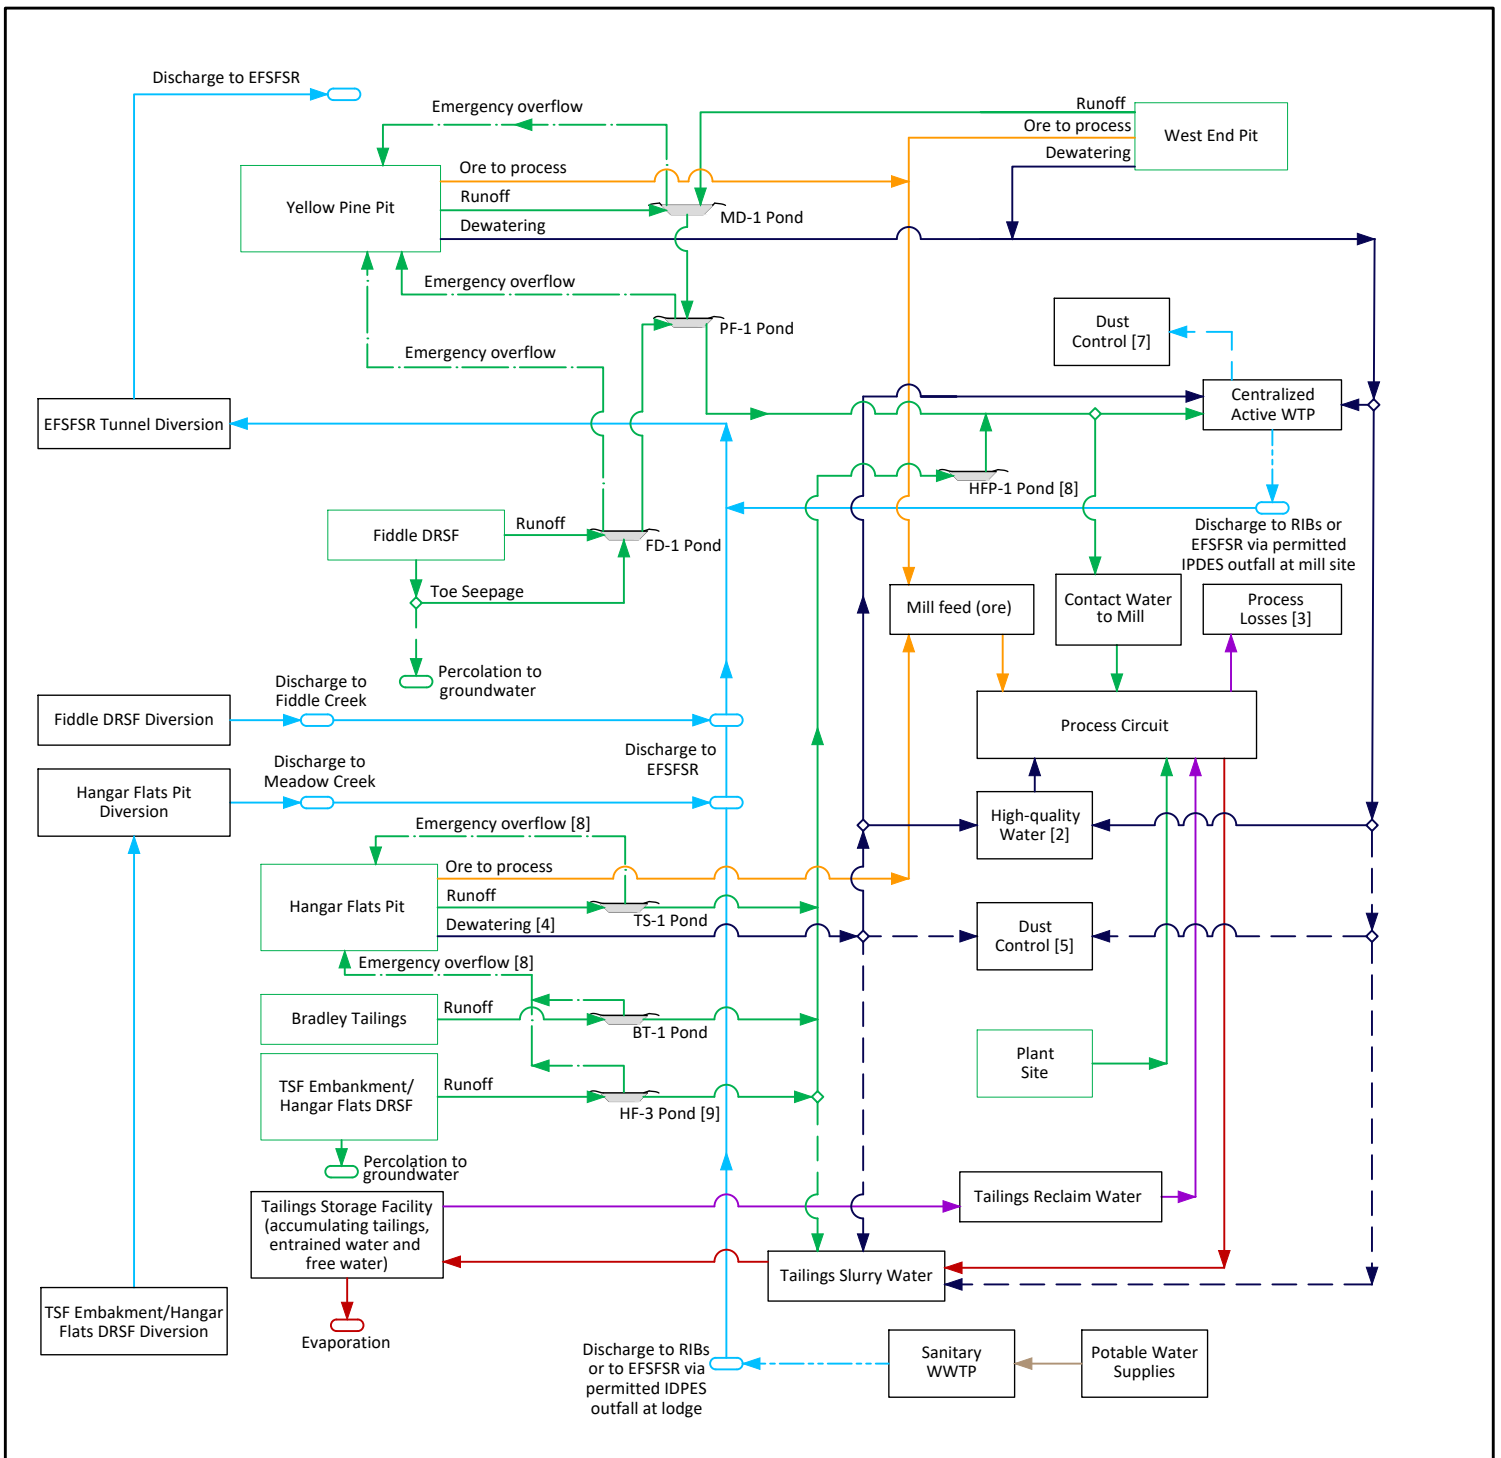 Discharge to EFSFSR
Emergency overflow
Runoff
Ore to process
Dewatering
West End Pit
Yellow Pine Pit
Ore to process
Runoff
Dewatering
MD-1 Pond
Emergency overflow
PF-1 Pond
Dust
Control [7]
Emergency overflow
Centralized
Active WTP
EFSFSR Tunnel Diversion
HFP-1 Pond [8]
Discharge to RIBs or
EFSFSR via permitted
IPDES outfall at mill site
Fiddle DRSF
Runoff
FD-1 Pond
Toe Seepage
Mill feed (ore)
Contact Water
to Mill
Process
Losses [3]
Percolation to
groundwater
Discharge to
Fiddle Creek
Fiddle DRSF Diversion
Process Circuit
Discharge to
EFSFSR
Discharge to
Meadow Creek
Hangar Flats Pit
Diversion
High-quality
Water [2]
Emergency overflow [8]
Hangar Flats Pit
Ore to process
Runoff
Dewatering [4]
TS-1 Pond
Dust
Control [5]
Emergency overflow [8]
Bradley Tailings
Runoff
BT-1 Pond
Plant
Site
TSF Embankment/
Hangar Flats DRSF
Runoff
HF-3 Pond [9]
Percolation to
groundwater
Tailings Storage Facility
(accumulating tailings,
entrained water and
free water)
Tailings Reclaim Water
Tailings Slurry Water
TSF Embakment/Hangar
Flats DRSF Diversion
Evaporation
Discharge to RIBs
or to EFSFSR via
permitted IDPES
outfall at lodge
Sanitary
WWTP
Potable Water
Supplies